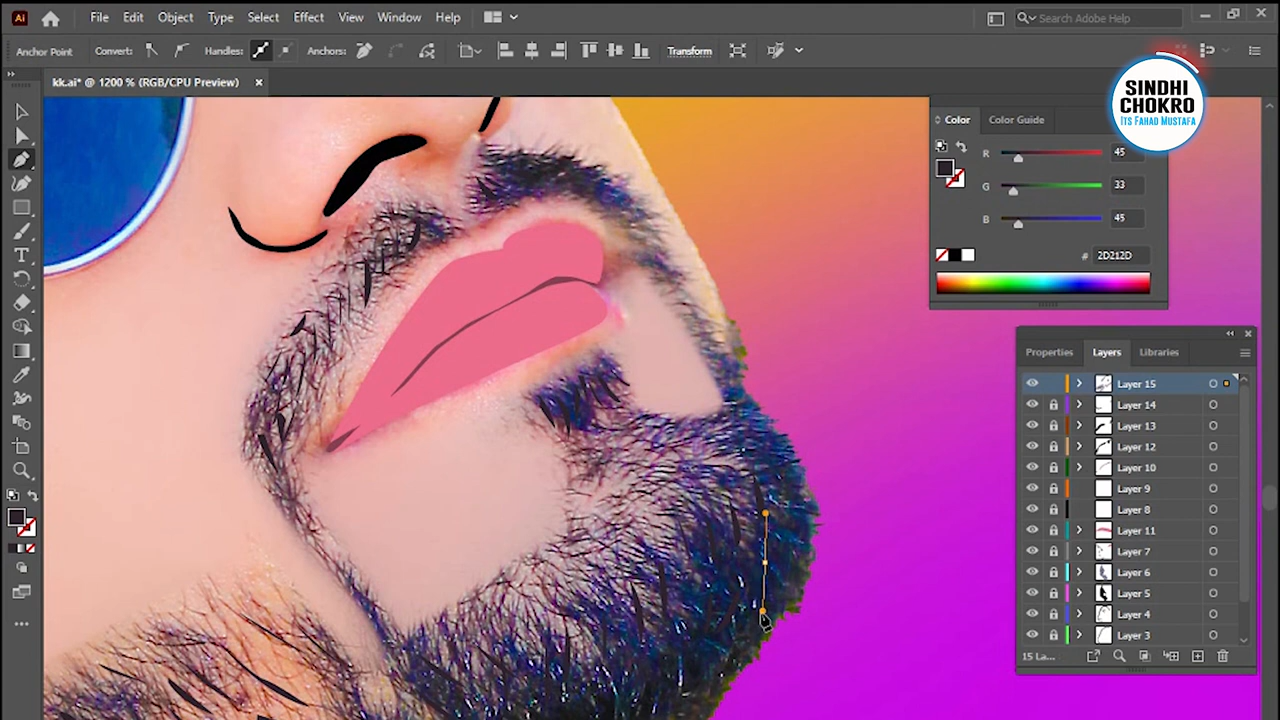 Ai File Edit Object Type Select Effect View Window Help Search Adobe Help
Anchor Point Convert: Handles: Anchors: Transform
kk.ai* @ 1200 % (RGB/CPU Preview) ×
SINDHI
CHOKRO
ITS FAHAD MUSTAFA
Color Color Guide
R 45
G 33
B 45
# 2D212D
Properties Layers Libraries
Layer 15
Layer 14
Layer 13
Layer 12
Layer 10
Layer 9
Layer 8
Layer 11
Layer 7
Layer 6
Layer 5
Layer 4
Layer 3
15 La...